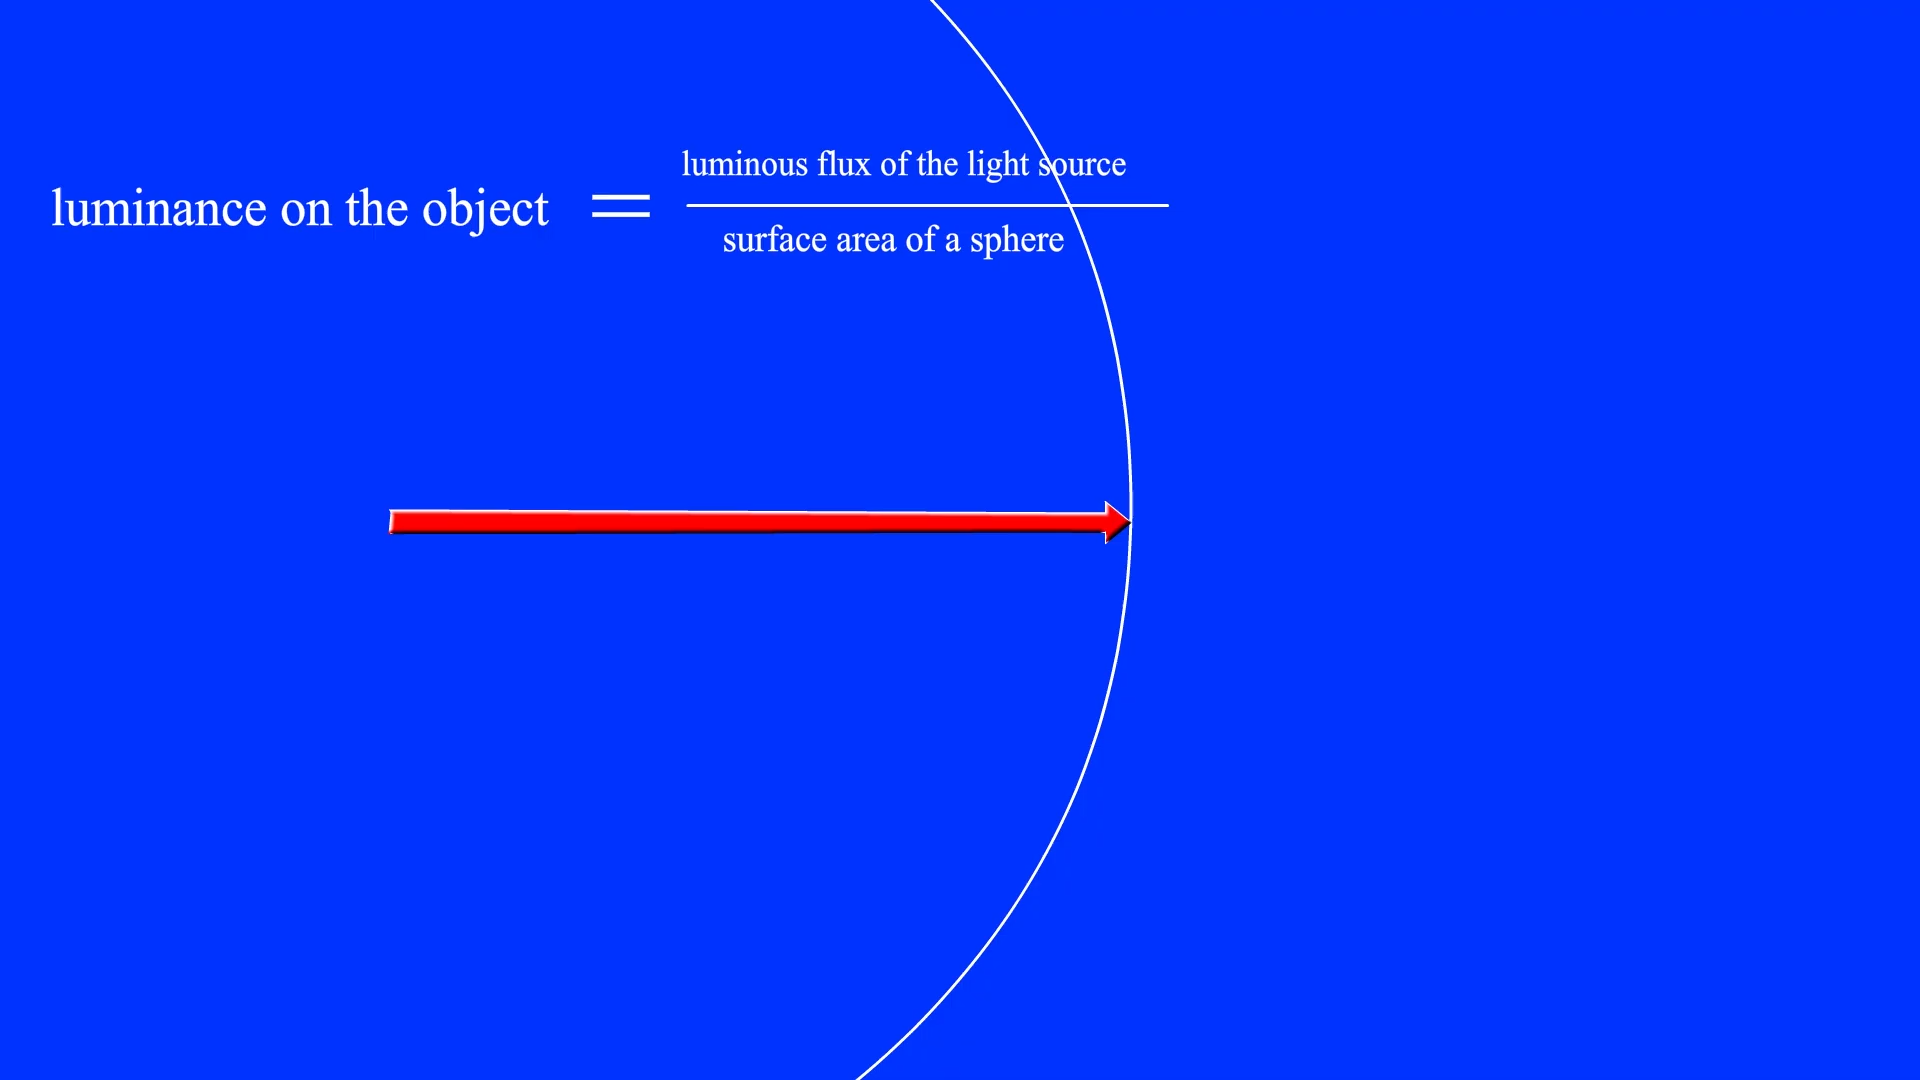 luminous flux of the light source
luminance on the object =
surface area of a sphere